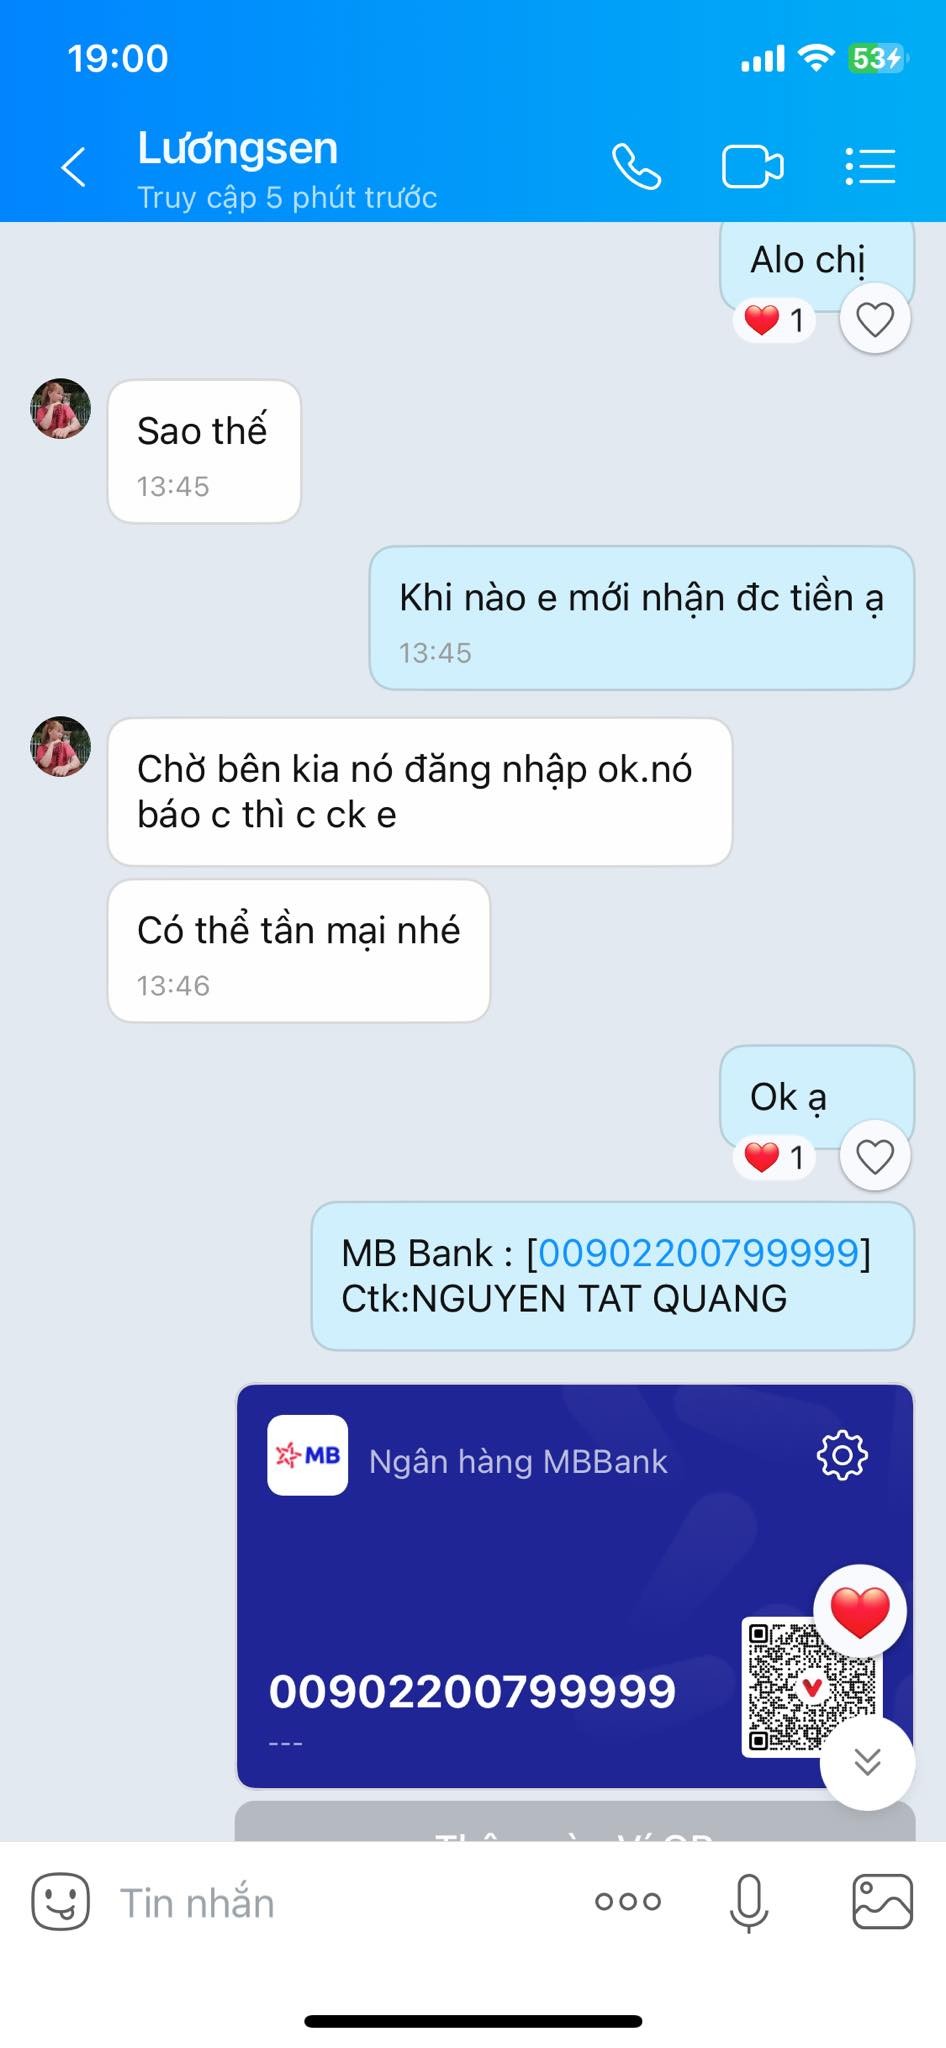 19:00
53
Lươngsen
Truy cập 5 phút trước
Alo chị
1
Sao thế
13:45
Khi nào e mới nhận đc tiền ạ
13:45
Chờ bên kia nó đăng nhập ok.nó
báo c thì c ck e
Có thể tần mại nhé
13:46
Ok ạ
1
MB Bank : [00902200799999]
Ctk:NGUYEN TAT QUANG
MB
Ngân hàng MBBank
00902200799999
---
Tin nhắn